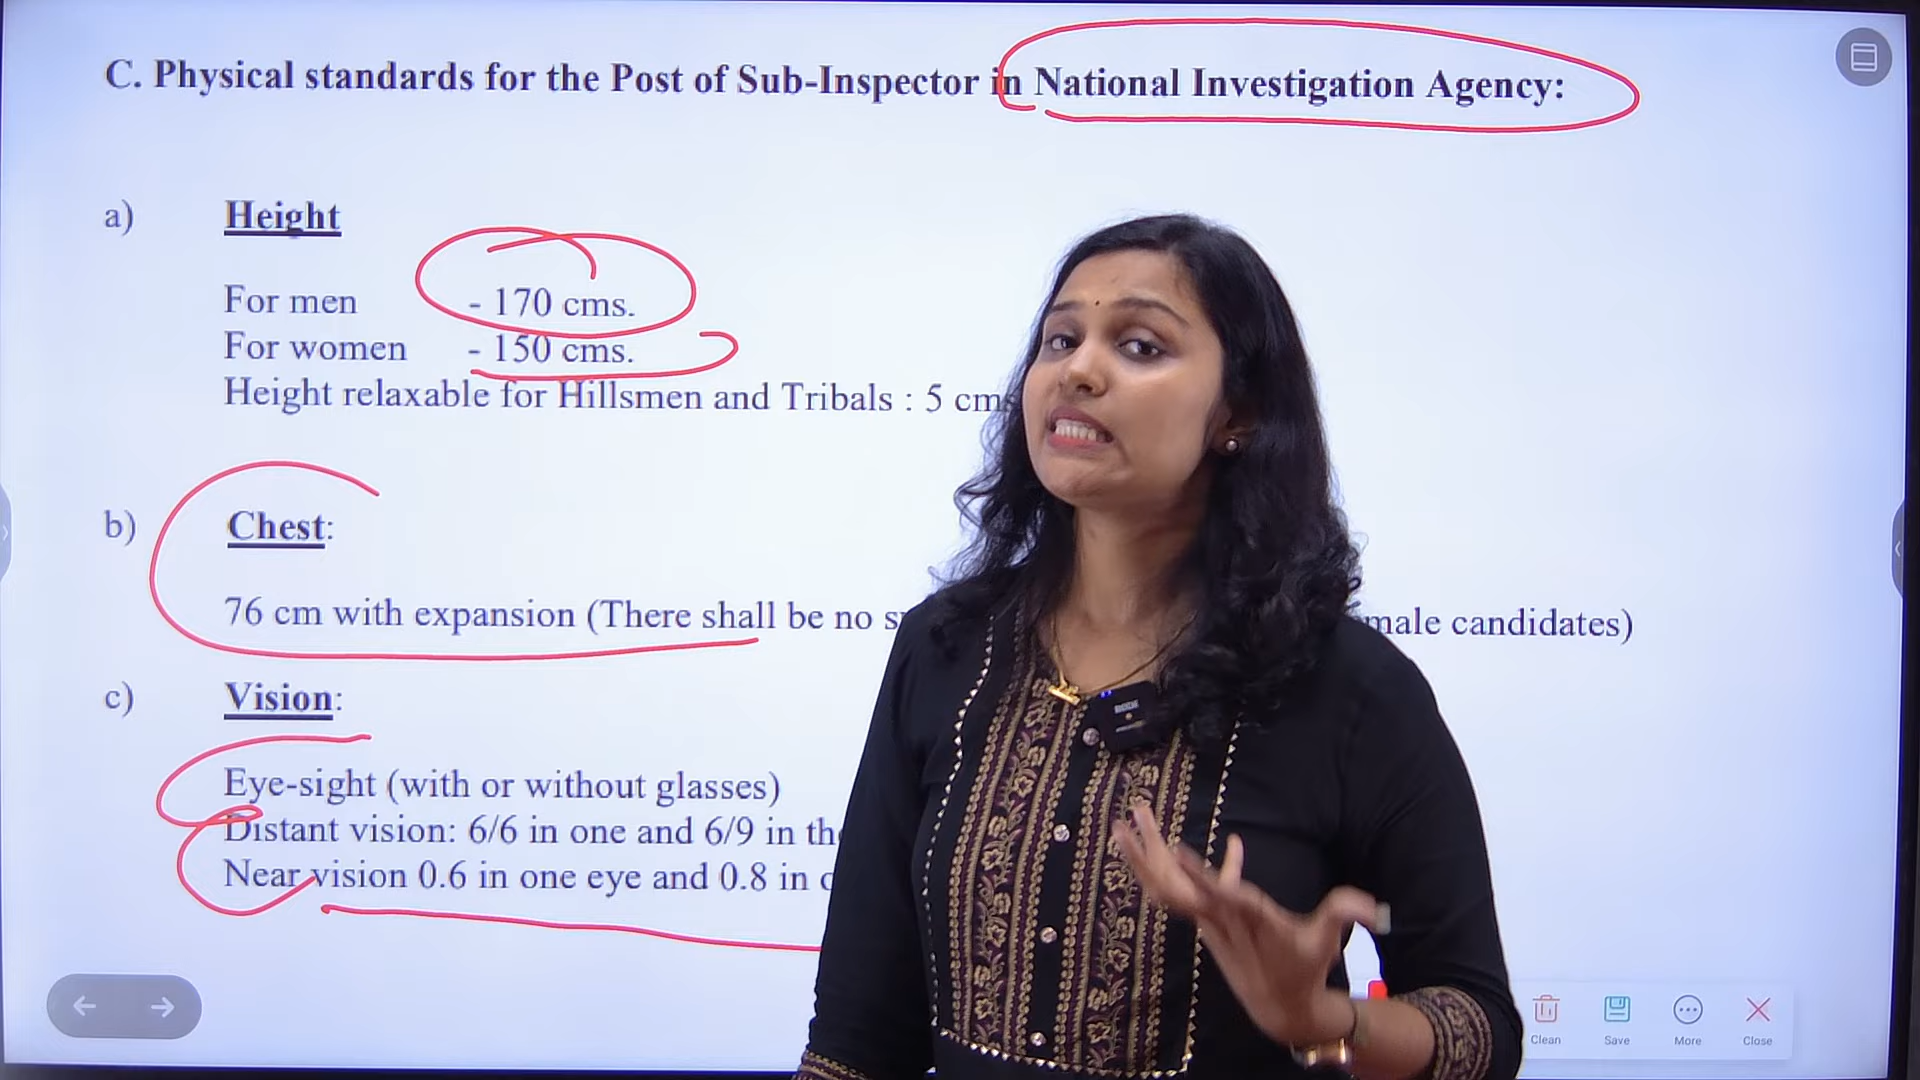 C. Physical standards for the Post of Sub-Inspector in National Investigation Agency:
a) Height
For men - 170 cms.
For women - 150 cms.
Height relaxable for Hillsmen and Tribals : 5 cms
b) Chest:
76 cm with expansion (There shall be no male candidates)
c) Vision:
Eye-sight (with or without glasses)
Distant vision: 6/6 in one and 6/9 in
Near vision 0.6 in one eye and 0.8 in
Clean Save More Close